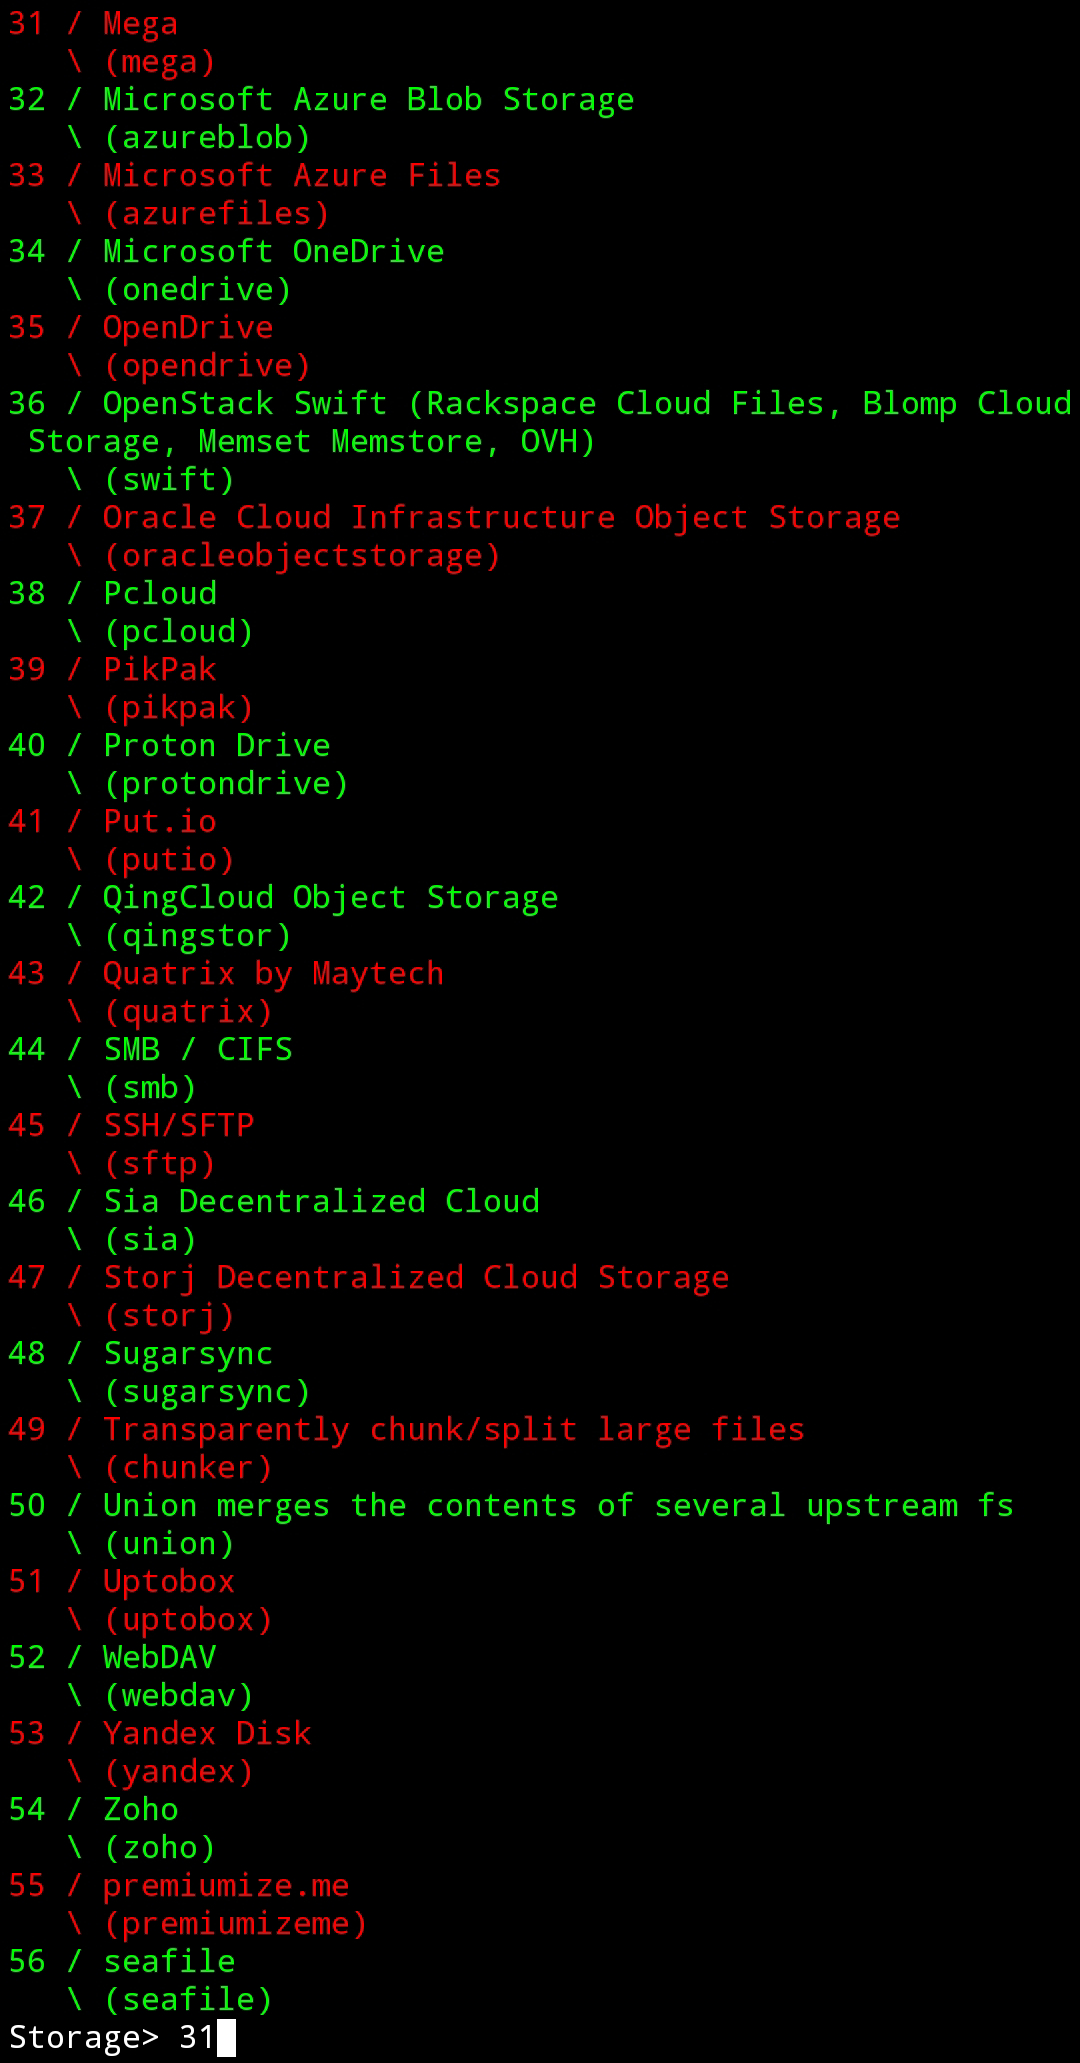 31 / Mega
   \ (mega)
32 / Microsoft Azure Blob Storage
   \ (azureblob)
33 / Microsoft Azure Files
   \ (azurefiles)
34 / Microsoft OneDrive
   \ (onedrive)
35 / OpenDrive
   \ (opendrive)
36 / OpenStack Swift (Rackspace Cloud Files, Blomp Cloud
 Storage, Memset Memstore, OVH)
   \ (swift)
37 / Oracle Cloud Infrastructure Object Storage
   \ (oracleobjectstorage)
38 / Pcloud
   \ (pcloud)
39 / PikPak
   \ (pikpak)
40 / Proton Drive
   \ (protondrive)
41 / Put.io
   \ (putio)
42 / QingCloud Object Storage
   \ (qingstor)
43 / Quatrix by Maytech
   \ (quatrix)
44 / SMB / CIFS
   \ (smb)
45 / SSH/SFTP
   \ (sftp)
46 / Sia Decentralized Cloud
   \ (sia)
47 / Storj Decentralized Cloud Storage
   \ (storj)
48 / Sugarsync
   \ (sugarsync)
49 / Transparently chunk/split large files
   \ (chunker)
50 / Union merges the contents of several upstream fs
   \ (union)
51 / Uptobox
   \ (uptobox)
52 / WebDAV
   \ (webdav)
53 / Yandex Disk
   \ (yandex)
54 / Zoho
   \ (zoho)
55 / premiumize.me
   \ (premiumizeme)
56 / seafile
   \ (seafile)
Storage> 31